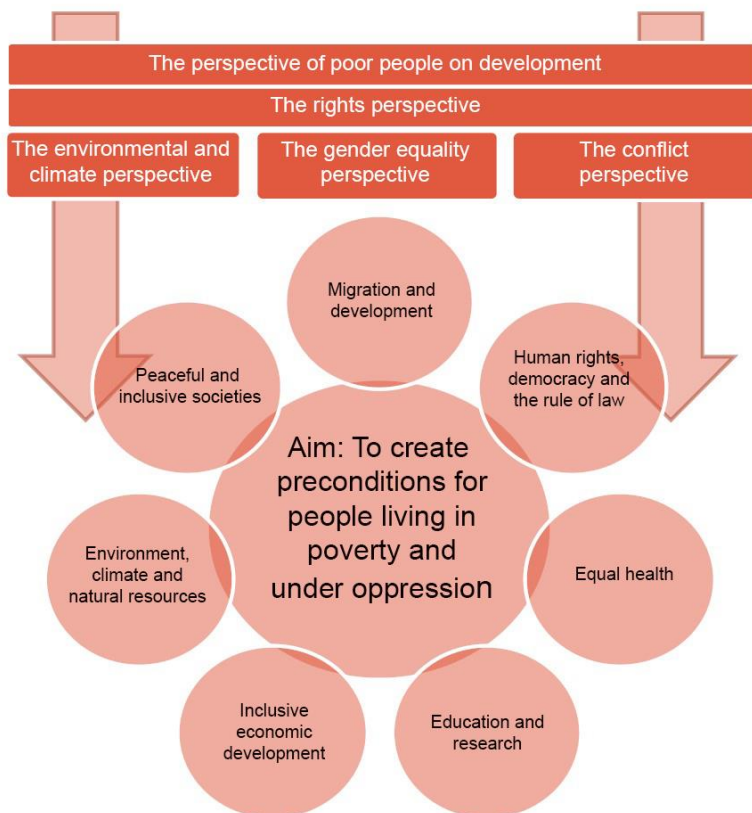 The perspective of poor people on development
The rights perspective
The environmental and
climate perspective
The gender equality
perspective
The conflict
perspective
Migration and
development
Peaceful and
inclusive societies
Human rights,
democracy and
the rule of law
Aim: To create
preconditions for
people living in
poverty and
under oppression
Environment,
climate and
natural resources
Equal health
Inclusive
economic
development
Education and
research